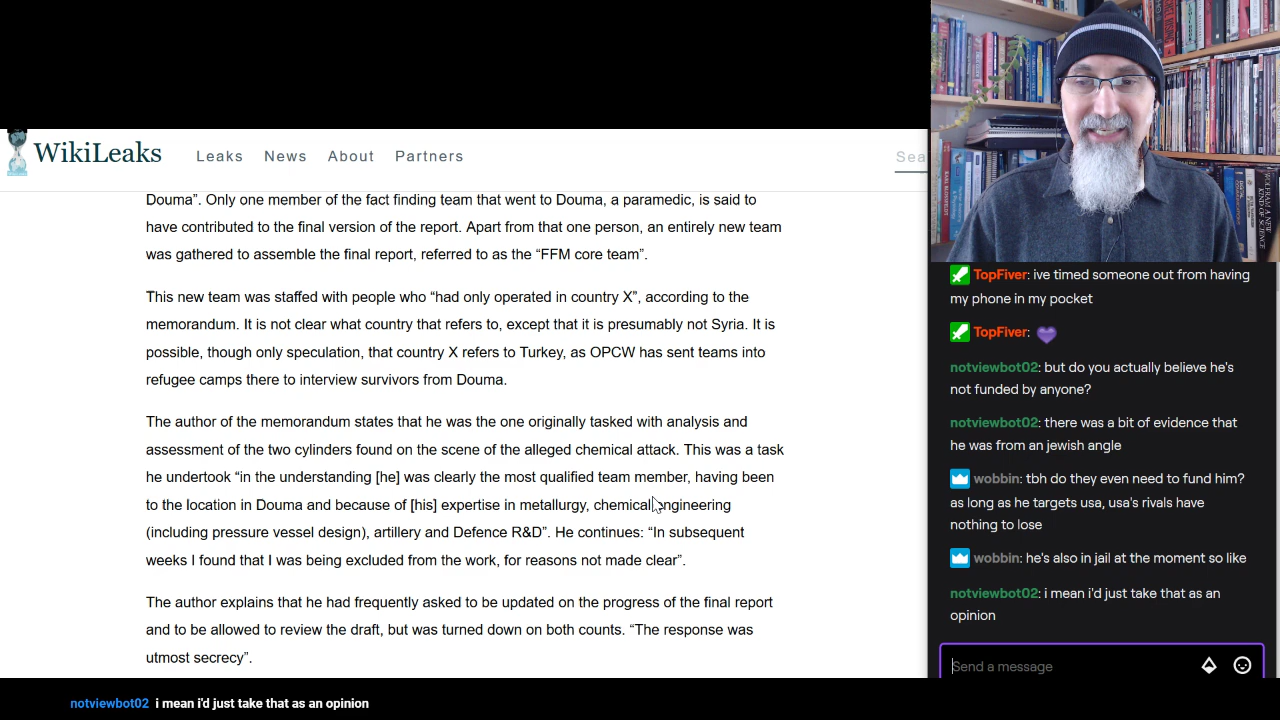 WikiLeaks
Leaks News About Partners
Sea
Douma”. Only one member of the fact finding team that went to Douma, a paramedic, is said to
have contributed to the final version of the report. Apart from that one person, an entirely new team
was gathered to assemble the final report, referred to as the “FFM core team”.
This new team was staffed with people who “had only operated in country X”, according to the
memorandum. It is not clear what country that refers to, except that it is presumably not Syria. It is
possible, though only speculation, that country X refers to Turkey, as OPCW has sent teams into
refugee camps there to interview survivors from Douma.
The author of the memorandum states that he was the one originally tasked with analysis and
assessment of the two cylinders found on the scene of the alleged chemical attack. This was a task
he undertook “in the understanding [he] was clearly the most qualified team member, having been
to the location in Douma and because of [his] expertise in metallurgy, chemical engineering
(including pressure vessel design), artillery and Defence R&D”. He continues: “In subsequent
weeks I found that I was being excluded from the work, for reasons not made clear”.
The author explains that he had frequently asked to be updated on the progress of the final report
and to be allowed to review the draft, but was turned down on both counts. “The response was
utmost secrecy”.
WOLFRAM A NEW
KIND OF SCIENCE
TopFiver: ive timed someone out from having
my phone in my pocket
TopFiver:
notviewbot02: but do you actually believe he's
not funded by anyone?
notviewbot02: there was a bit of evidence that
he was from an jewish angle
wobbin: tbh do they even need to fund him?
as long as he targets usa, usa's rivals have
nothing to lose
wobbin: he's also in jail at the moment so like
notviewbot02: i mean i'd just take that as an
opinion
Send a message
notviewbot02 i mean i'd just take that as an opinion